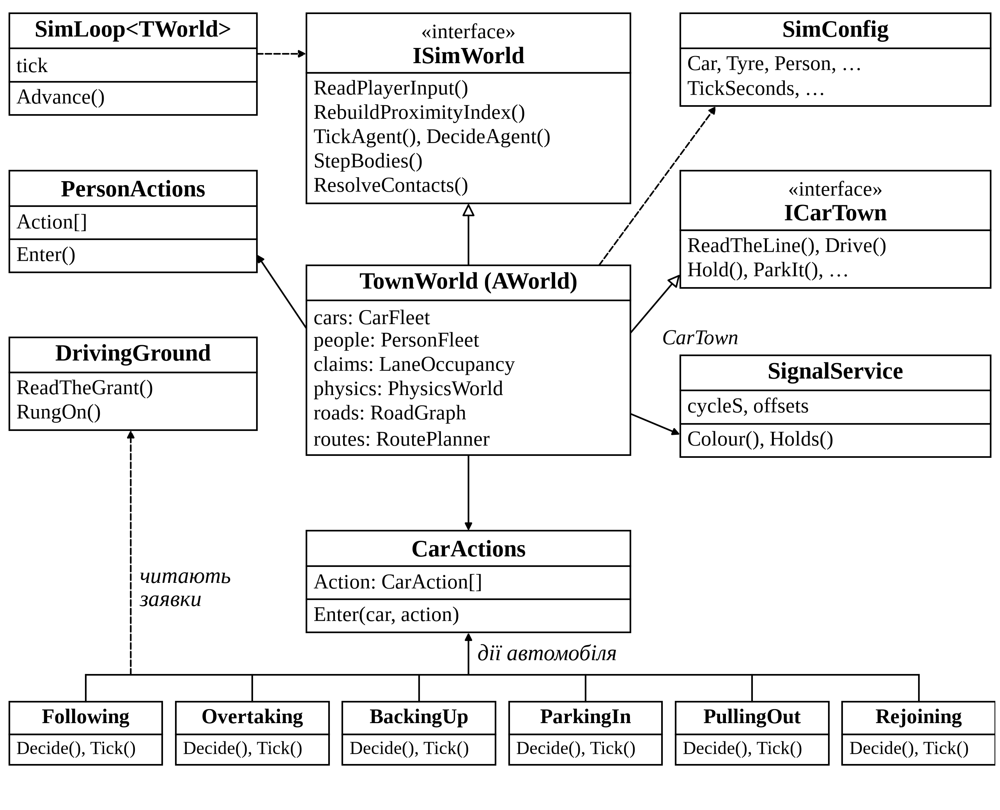 SimLoop<TWorld>
tick
Advance()
«interface»
ISimWorld
ReadPlayerInput()
RebuildProximityIndex()
TickAgent(), DecideAgent()
StepBodies()
ResolveContacts()
SimConfig
Car, Tyre, Person, …
TickSeconds, …
PersonActions
Action[]
Enter()
«interface»
ICarTown
ReadTheLine(), Drive()
Hold(), ParkIt(), …
TownWorld (AWorld)
cars: CarFleet
people: PersonFleet
claims: LaneOccupancy
physics: PhysicsWorld
roads: RoadGraph
routes: RoutePlanner
CarTown
DrivingGround
ReadTheGrant()
RungOn()
SignalService
cycleS, offsets
Colour(), Holds()
CarActions
Action: CarAction[]
Enter(car, action)
читають
заявки
дії автомобіля
Following
Decide(), Tick()
Overtaking
Decide(), Tick()
BackingUp
Decide(), Tick()
ParkingIn
Decide(), Tick()
PullingOut
Decide(), Tick()
Rejoining
Decide(), Tick()